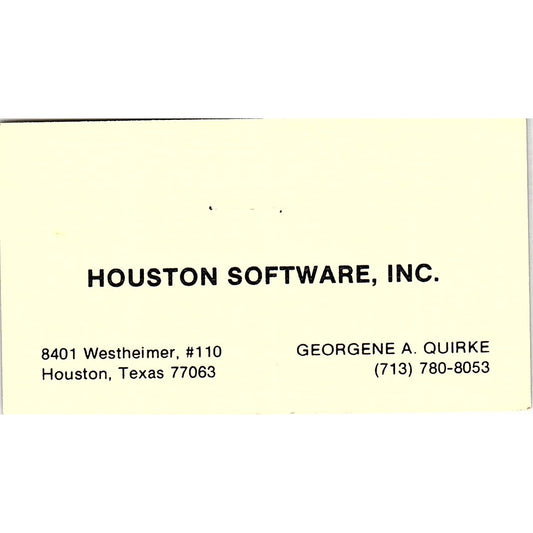 HOUSTON SOFTWARE, INC.
8401 Westheimer, #110
Houston, Texas 77063
GEORGENE A. QUIRKE
(713) 780-8053